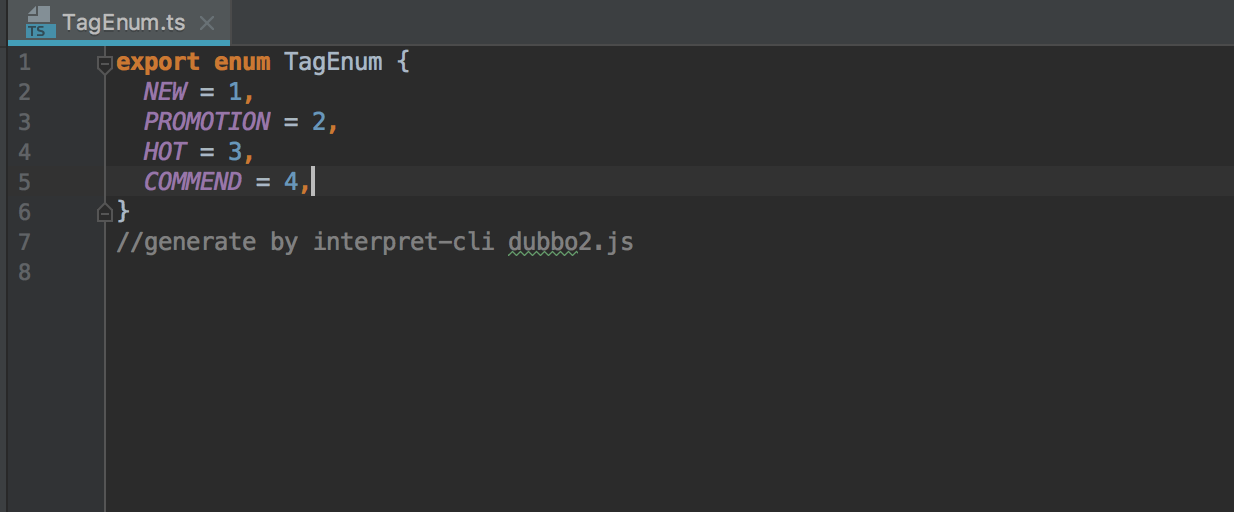 TS TagEnum.ts
1 export enum TagEnum {
2 NEW = 1,
3 PROMOTION = 2,
4 HOT = 3,
5 COMMEND = 4,
6 }
7 //generate by interpret-cli dubbo2.js
8